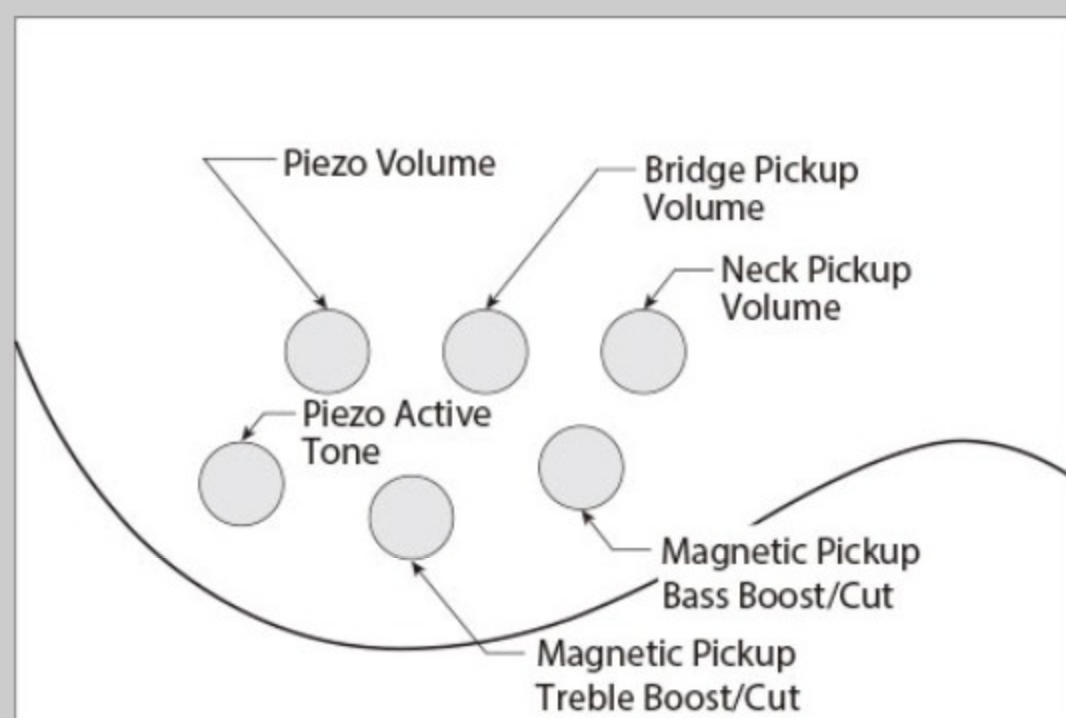 Piezo Volume
Bridge Pickup
Volume
Neck Pickup
Volume
Piezo Active
Tone
Magnetic Pickup
Bass Boost/Cut
Magnetic Pickup
Treble Boost/Cut